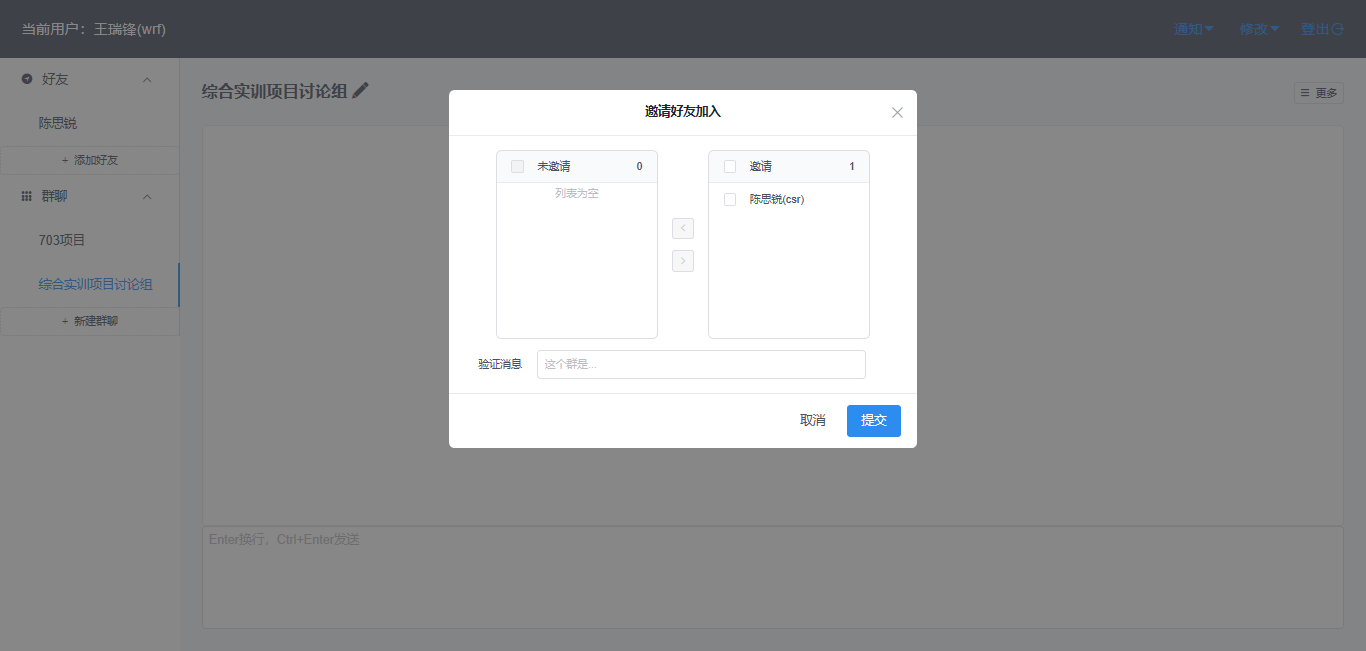 当前用户：王瑞锋(wrf)
通知 修改 登出
好友
陈思锐
+ 添加好友
群聊
703项目
综合实训项目讨论组
+ 新建群聊
综合实训项目讨论组
更多
邀请好友加入
未邀请 0
列表为空
邀请 1
陈思锐(csr)
验证消息 这个群是...
取消 提交
Enter换行，Ctrl+Enter发送